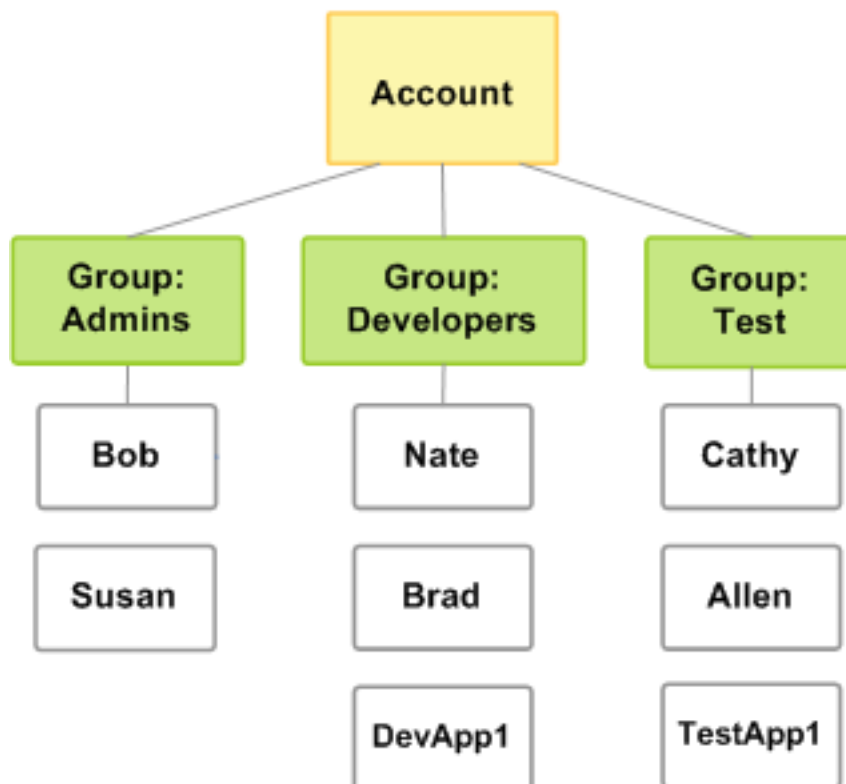 Account
Group:
Admins
Group:
Developers
Group:
Test
Bob
Nate
Cathy
Susan
Brad
Allen
DevApp1
TestApp1